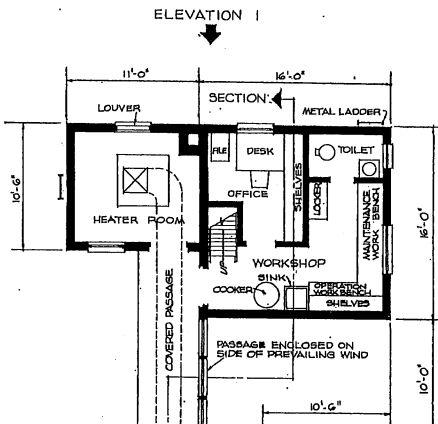 ELEVATION 1
11'-0"
16'-0"
SECTION
LOUVER
METAL LADDER
FILE
DESK
TOILET
OFFICE
SHELVES
LOCKER
MAINTENANCE
WORK BENCH
10'-6"
HEATER ROOM
16'-0"
WORKSHOP
SINK
COOKER
OPERATION
WORKBENCH
SHELVES
COVERED PASSAGE
PASSAGE ENCLOSED ON
SIDE OF PREVAILING WIND
10'-0"
10'-6"